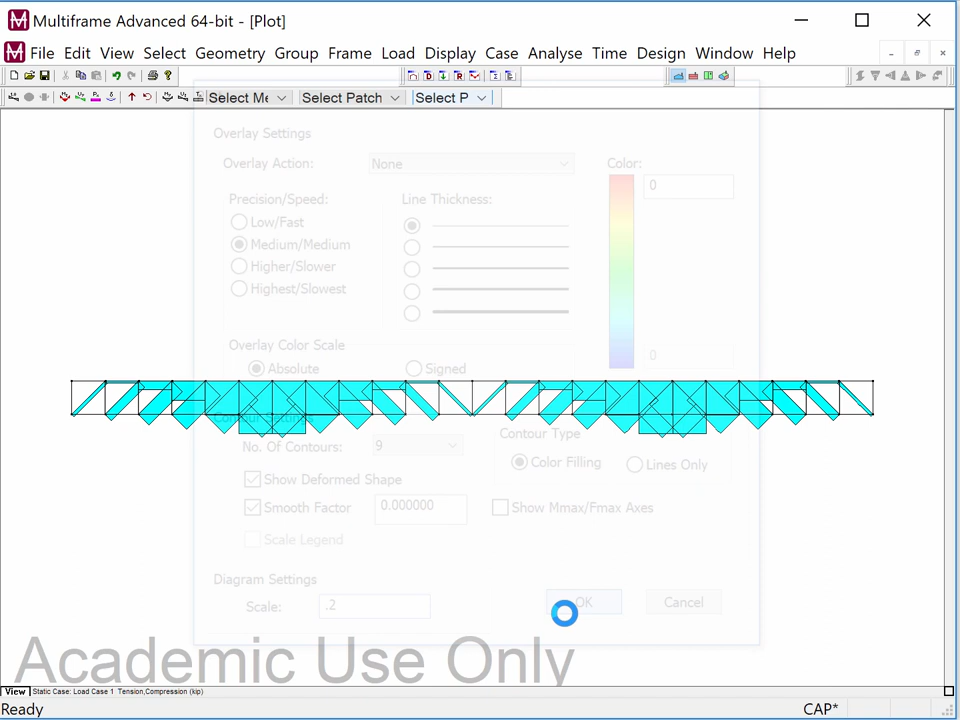 Multiframe Advanced 64-bit - [Plot]
File Edit View Select Geometry Group Frame Load Display Case Analyse Time Design Window Help
Select Me Select Patch Select P
Overlay Settings
Overlay Action: None Color:
0
Precision/Speed: Line Thickness:
Low/Fast
Medium/Medium
Higher/Slower
Highest/Slowest
Overlay Color Scale 0
Absolute Signed
Contour Settings
No. Of Contours: 9 Contour Type
Color Filling Lines Only
Show Deformed Shape
Smooth Factor 0.000000 Show Mmax/Fmax Axes
Scale Legend
Diagram Settings
Scale: .2 OK Cancel
Academic Use Only
View Static Case: Load Case 1 Tension,Compression (kip)
Ready CAP*